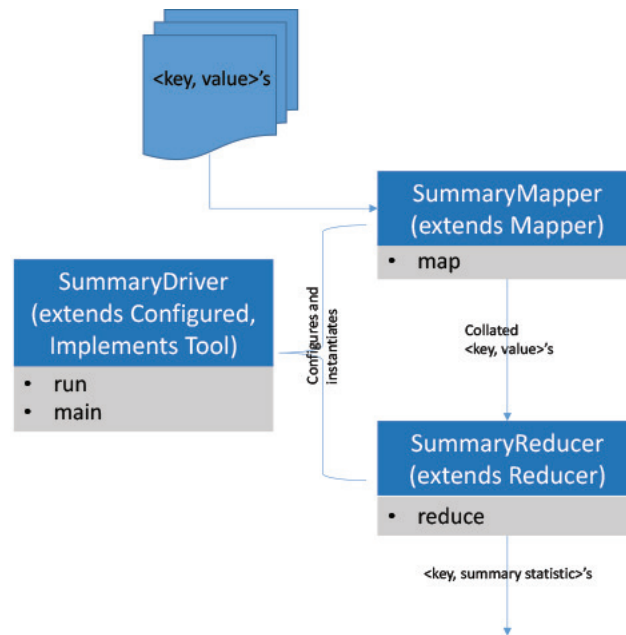 <key, value>'s
SummaryMapper
(extends Mapper)
• map
SummaryDriver
(extends Configured,
Implements Tool)
• run
• main
Configures and
instantiates
Collated
<key, value>'s
SummaryReducer
(extends Reducer)
• reduce
<key, summary statistic>'s